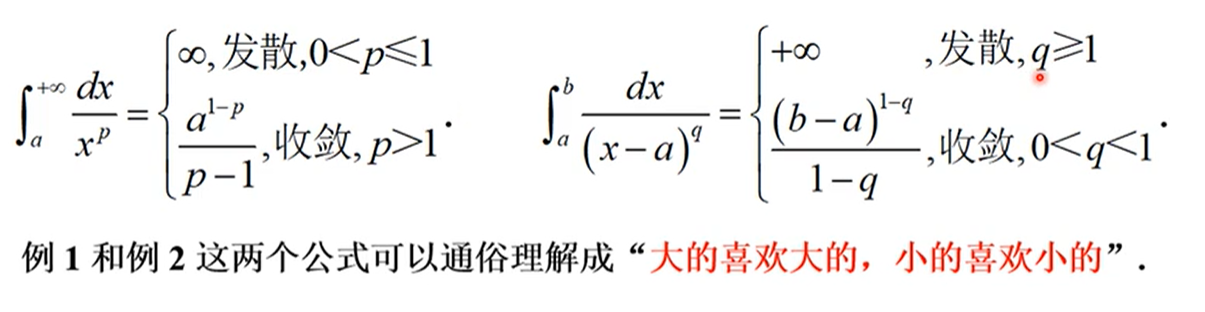 $\int_{a}^{+\infty} \frac{dx}{x^{p}} = \begin{cases} \infty, 发散, 0<p\leqslant 1 \\ \frac{a^{1-p}}{p-1}, 收敛, p>1 \end{cases}.$ $\int_{a}^{b} \frac{dx}{(x-a)^{q}} = \begin{cases} +\infty , 发散, q\geqslant 1 \\ \frac{(b-a)^{1-q}}{1-q}, 收敛, 0<q<1 \end{cases}.$
例 1 和例 2 这两个公式可以通俗理解成“大的喜欢大的，小的喜欢小的”.